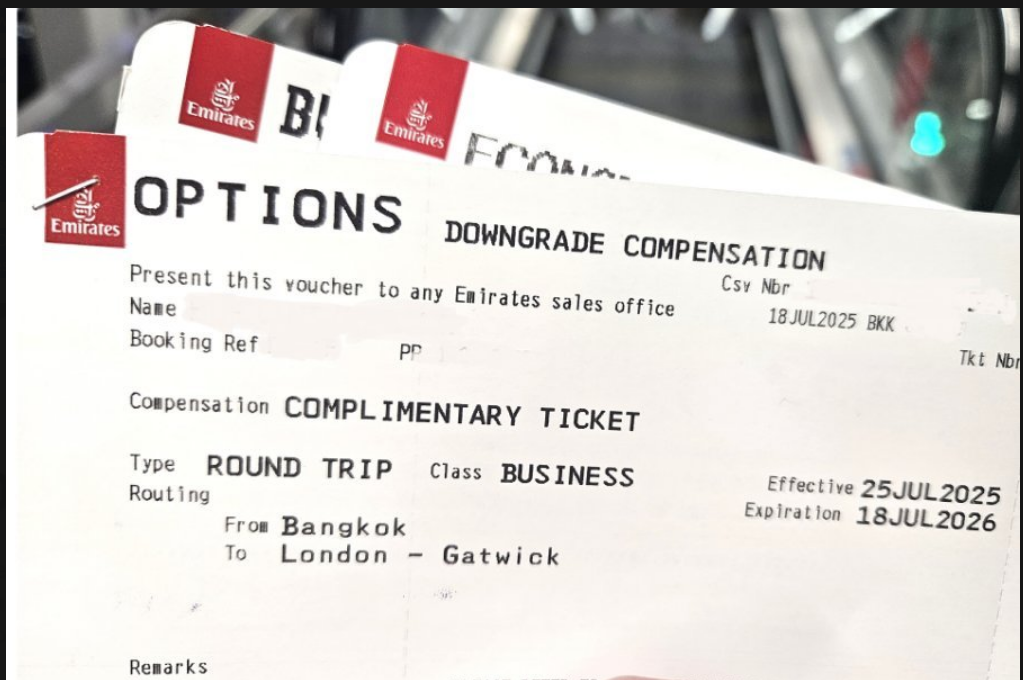 Emirates
Emirates
ECONO
Emirates
OPTIONS DOWNGRADE COMPENSATION
Present this voucher to any Emirates sales office Csv Nbr
Name 18JUL2025 BKK
Booking Ref PP Tkt Nbr
Compensation COMPLIMENTARY TICKET
Type ROUND TRIP Class BUSINESS Effective 25JUL2025
Routing Expiration 18JUL2026
From Bangkok
To London - Gatwick
Remarks